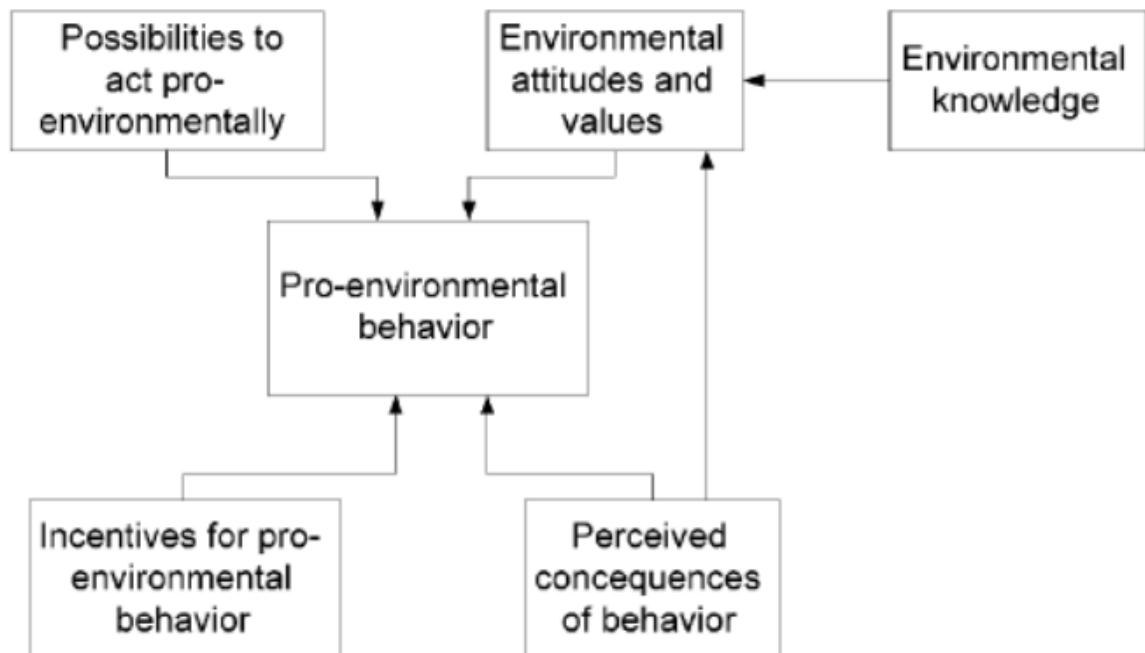 Possibilities to
act pro-
environmentally
Environmental
attitudes and
values
Environmental
knowledge
Pro-environmental
behavior
Incentives for pro-
environmental
behavior
Perceived
concequences
of behavior